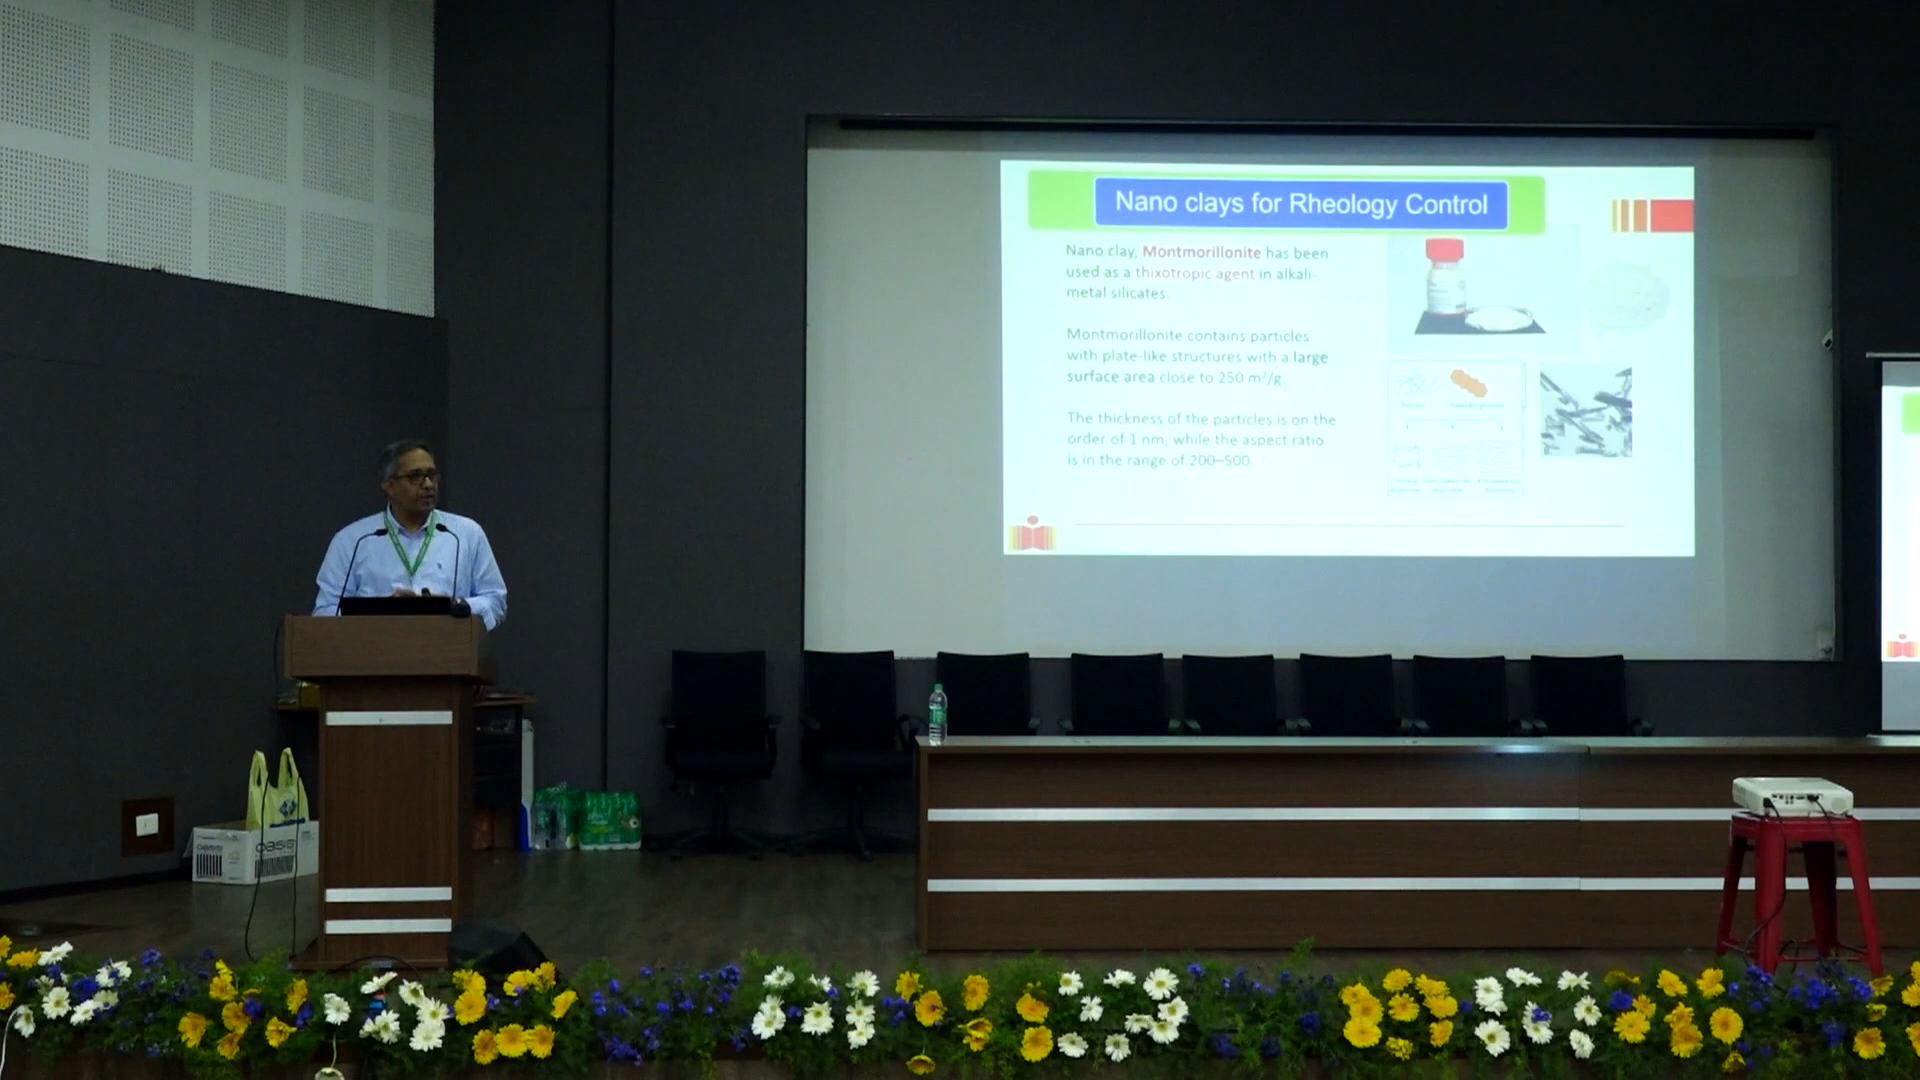 Nano clays for Rheology Control
Nano clay, Montmorillonite has been
used as a thixotropic agent in alkali-
metal silicates.
Montmorillonite contains particles
with plate-like structures with a large
surface area close to 250 m²/g
The thickness of the particles is on the
order of 1 nm, while the aspect ratio
is in the range of 200–500.
OASIS
OASIS